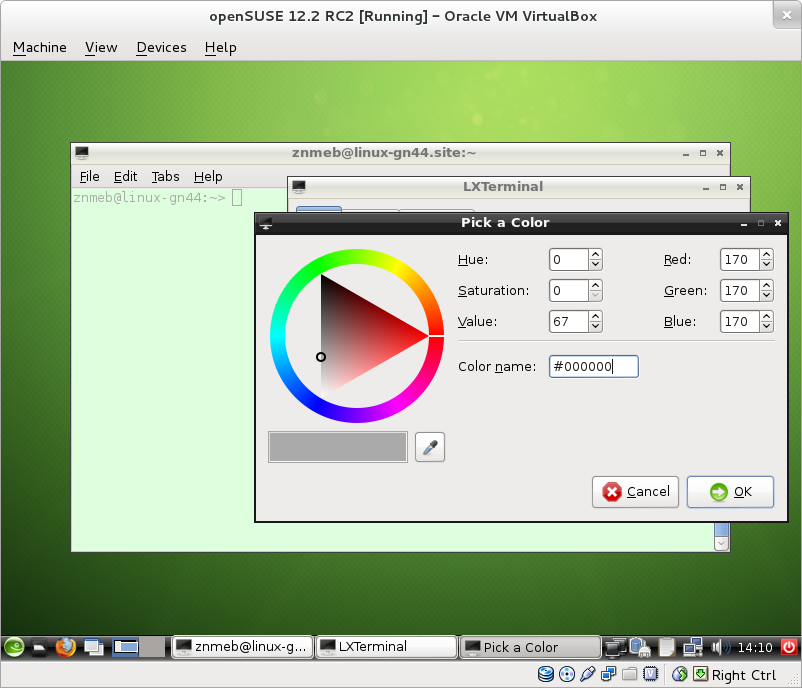 openSUSE 12.2 RC2 [Running] – Oracle VM VirtualBox
Machine View Devices Help
znmeb@linux-gn44.site:~
File Edit Tabs Help
znmeb@linux-gn44:~>
LXTerminal
Pick a Color
Hue: 0 Red: 170
Saturation: 0 Green: 170
Value: 67 Blue: 170
Color name: #000000
Cancel OK
znmeb@linux-g... LXTerminal Pick a Color 14:10
Right Ctrl